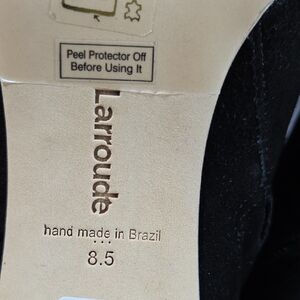 Peel Protector Off
Before Using It
Larroude
hand made in Brazil
8.5